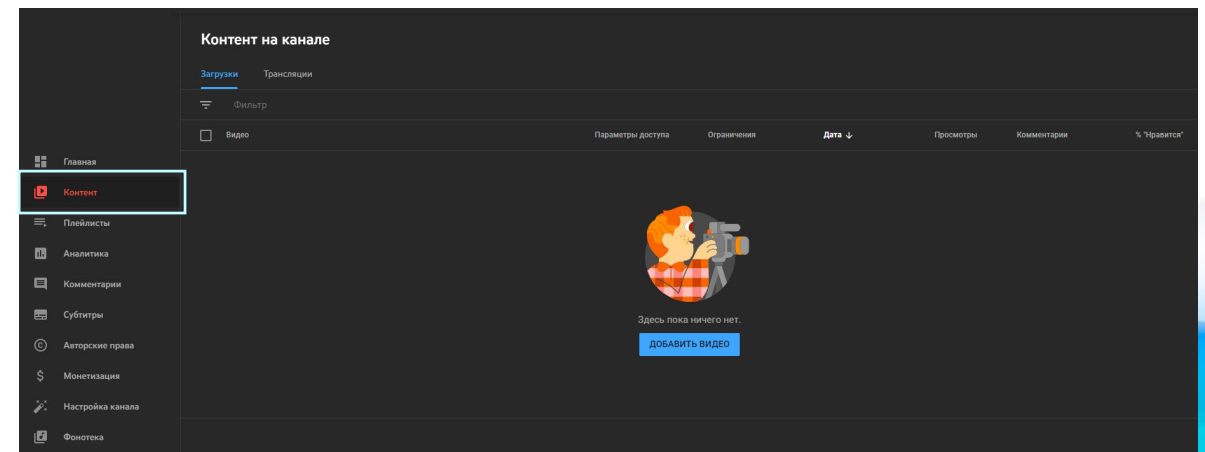 Контент на канале
Загрузки Трансляции
Фильтр
Видео Параметры доступа Ограничения Дата ↓ Просмотры Комментарии % "Нравится"
Главная
Контент
Плейлисты
Аналитика
Комментарии
Субтитры
Авторские права
Монетизация
Настройка канала
Фонотека
Здесь пока ничего нет.
ДОБАВИТЬ ВИДЕО